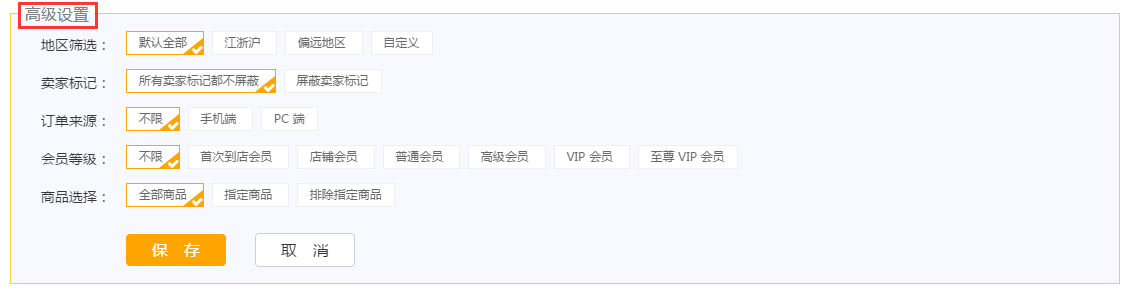 高级设置
地区筛选： 默认全部 江浙沪 偏远地区 自定义
卖家标记： 所有卖家标记都不屏蔽 屏蔽卖家标记
订单来源： 不限 手机端 PC 端
会员等级： 不限 首次到店会员 店铺会员 普通会员 高级会员 VIP 会员 至尊 VIP 会员
商品选择： 全部商品 指定商品 排除指定商品
保 存 取 消